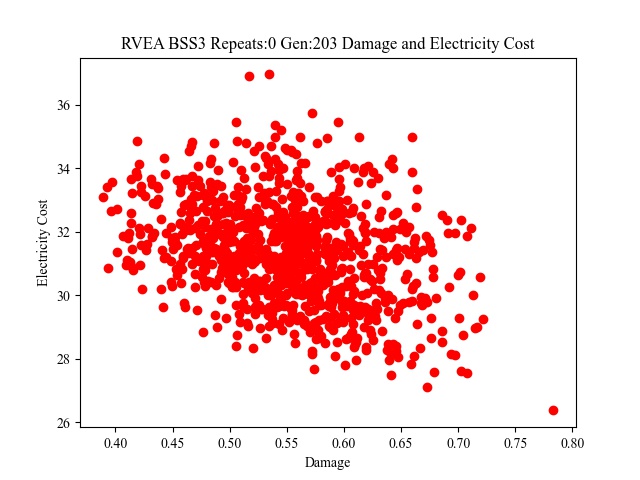 RVEA BSS3 Repeats:0 Gen:203 Damage and Electricity Cost
Electricity Cost
36
34
32
30
28
26
0.40 0.45 0.50 0.55 0.60 0.65 0.70 0.75 0.80
Damage